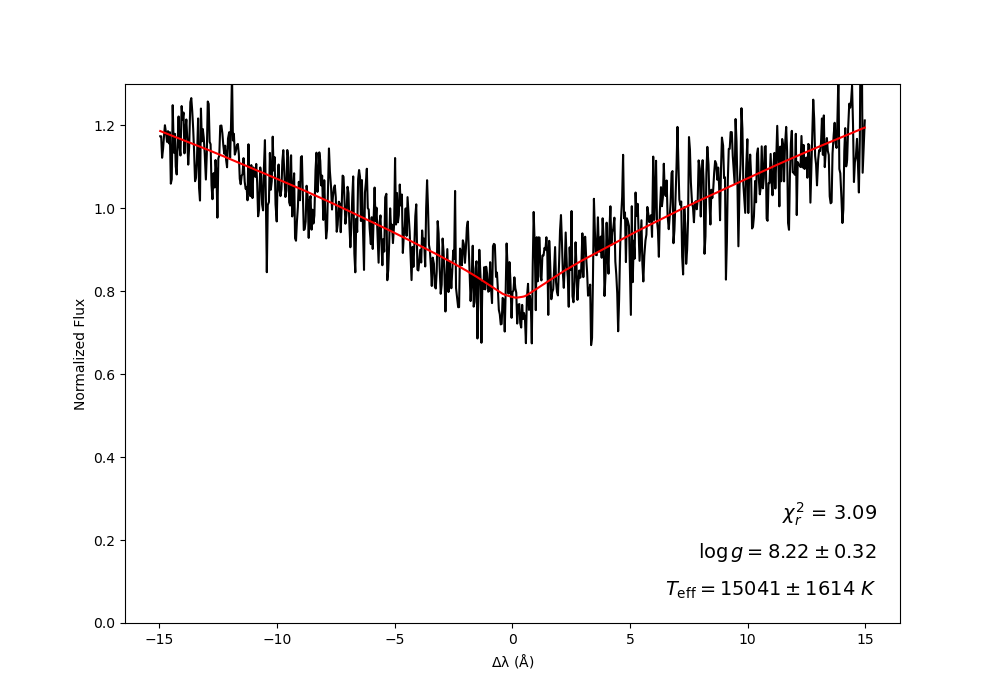 1.2
1.0
0.8
0.6
0.4
0.2
0.0
Normalized Flux
χ²ᵣ = 3.09
log g = 8.22 ± 0.32
T_eff = 15041 ± 1614 K
−15 −10 −5 0 5 10 15
Δλ (Å)